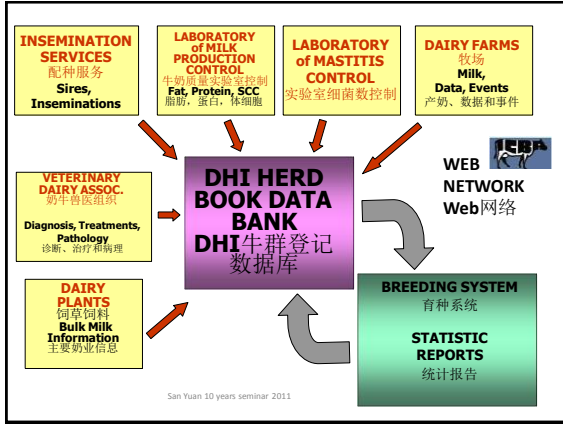 INSEMINATION
SERVICES
配种服务
Sires,
Inseminations
LABORATORY
of MILK
PRODUCTION
CONTROL
牛奶质量实验室控制
Fat, Protein, SCC
脂肪，蛋白，体细胞
LABORATORY
of MASTITIS
CONTROL
实验室细菌数控制
DAIRY FARMS
牧场
Milk,
Data, Events
产奶、数据和事件
VETERINARY
DAIRY ASSOC.
奶牛兽医组织
Diagnosis, Treatments,
Pathology
诊断、治疗和病理
DHI HERD
BOOK DATA
BANK
DHI牛群登记
数据库
WEB
NETWORK
Web网络
ICBA
DAIRY
PLANTS
饲草饲料
Bulk Milk
Information
主要奶业信息
BREEDING SYSTEM
育种系统
STATISTIC
REPORTS
统计报告
San Yuan 10 years seminar 2011